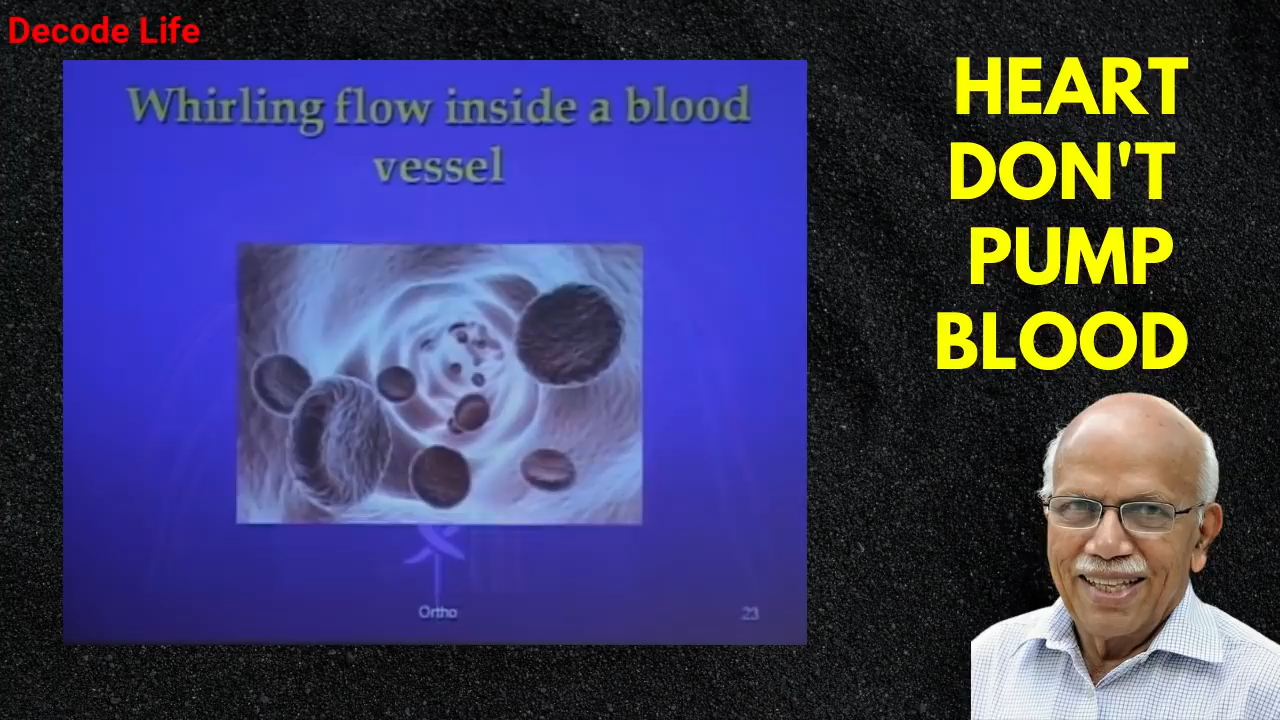 Decode Life
Whirling flow inside a blood
vessel
Ortho
23
HEART
DON'T
PUMP
BLOOD